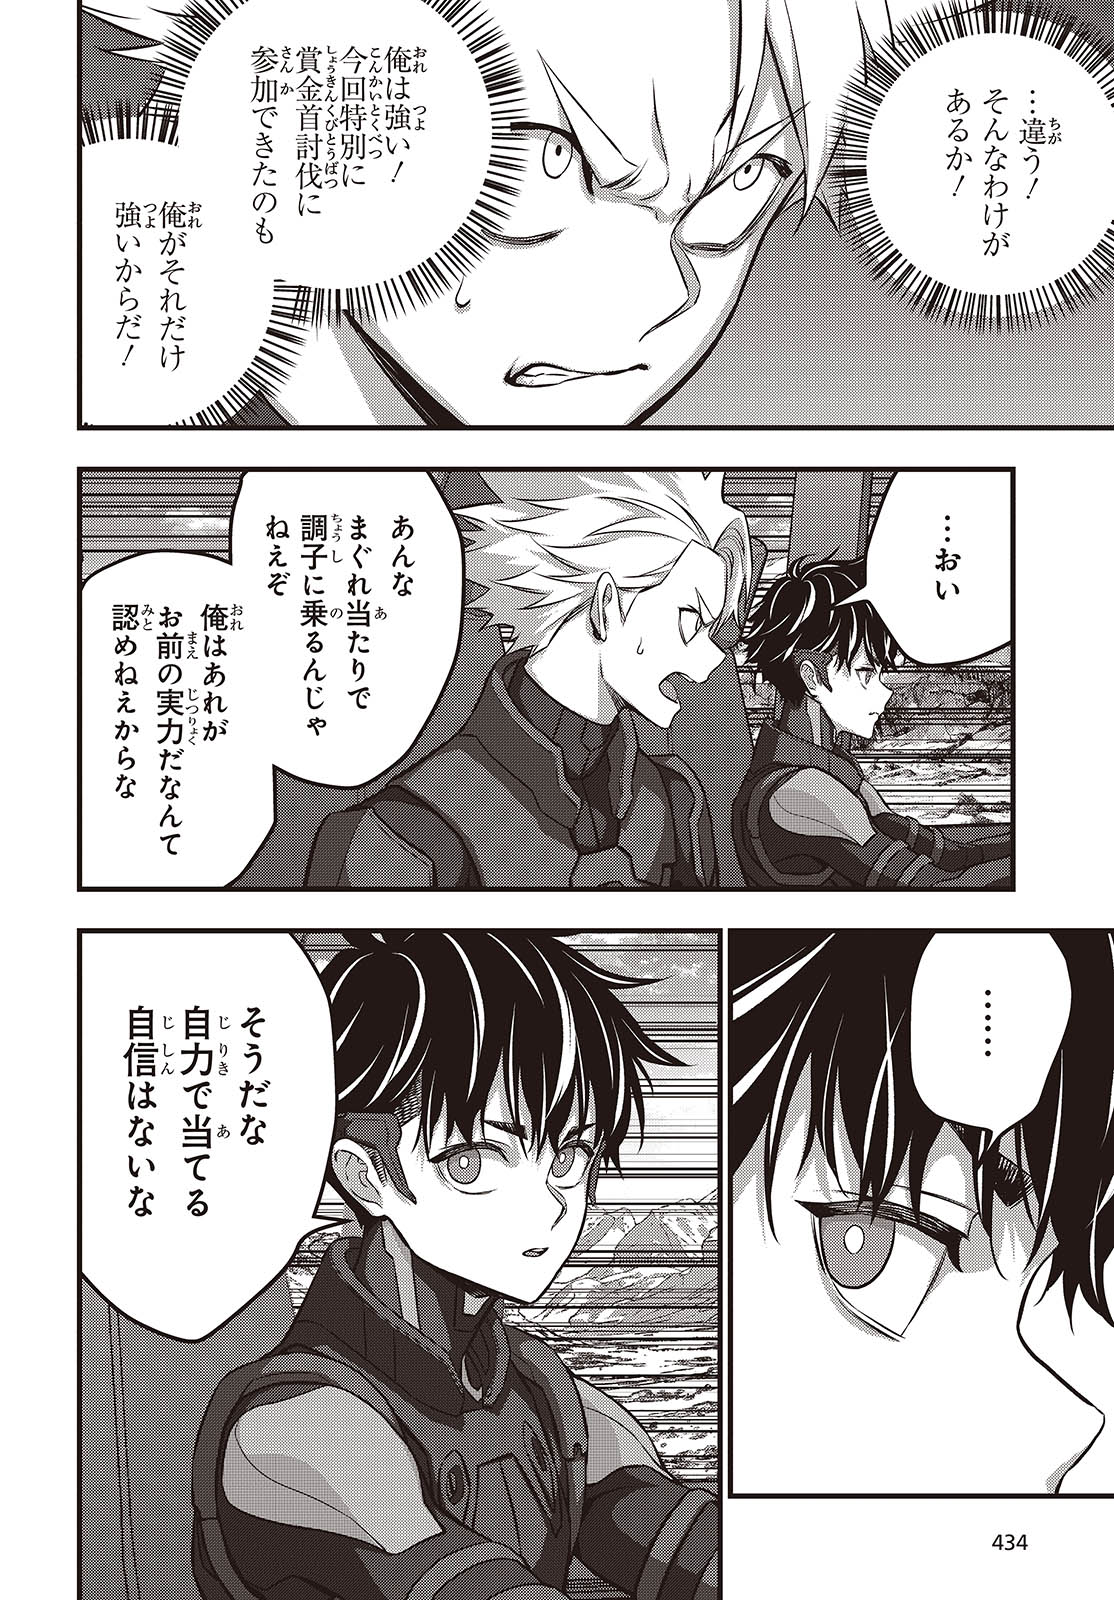 …違う！
そんなわけが
あるか！
俺は強い！
今回特別に
賞金首討伐に
参加できたのも
俺がそれだけ
強いからだ！
…おい
あんな
まぐれ当たりで
調子に乗るんじゃ
ねえぞ
俺はあれが
お前の実力だなんて
認めねえからな
……
そうだな
自力で当てる
自信はないな
434